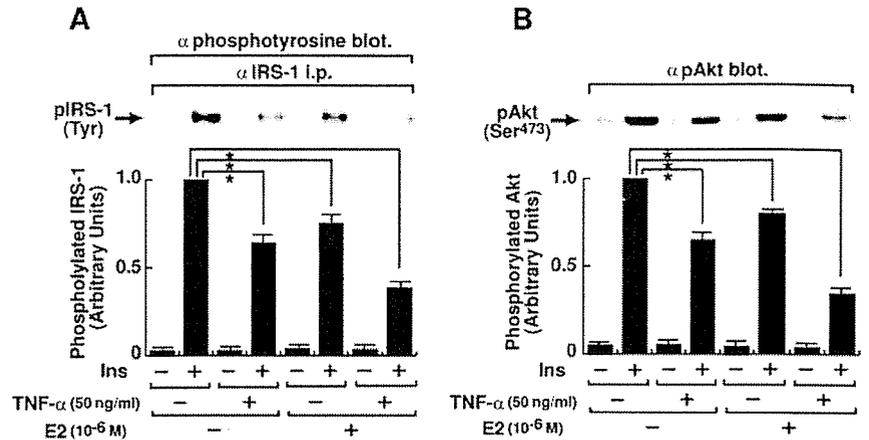 A
α phosphotyrosine blot.
α IRS-1 i.p.
pIRS-1
(Tyr)
Phospholylated IRS-1
(Arbitrary Units)
1.0
0.5
0
*
*
*
Ins − + − + − + − +
TNF-α (50 ng/ml) − + − +
E2 (10-6 M) − +
B
α pAkt blot.
pAkt
(Ser473)
Phosphorylated Akt
(Arbitrary Units)
1.0
0.5
0
*
*
*
Ins − + − + − + − +
TNF-α (50 ng/ml) − + − +
E2 (10-6 M) − +